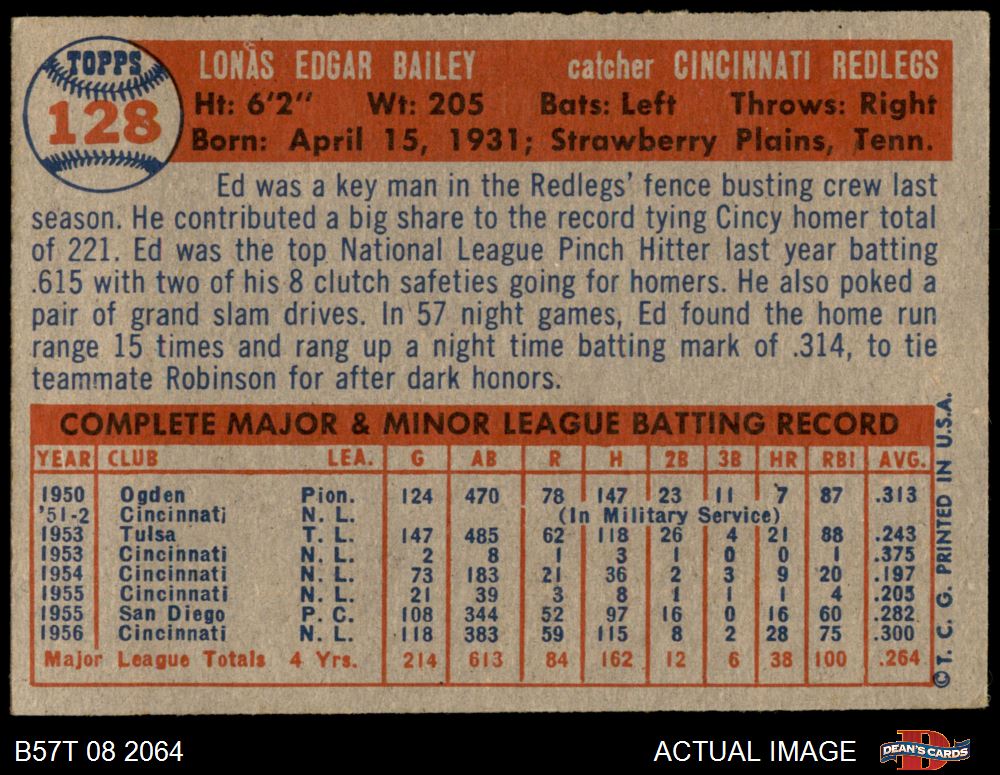 TOPPS
128
LONAS EDGAR BAILEY catcher CINCINNATI REDLEGS
Ht: 6'2" Wt: 205 Bats: Left Throws: Right
Born: April 15, 1931; Strawberry Plains, Tenn.
Ed was a key man in the Redlegs' fence busting crew last
season. He contributed a big share to the record tying Cincy homer total
of 221. Ed was the top National League Pinch Hitter last year batting
.615 with two of his 8 clutch safeties going for homers. He also poked a
pair of grand slam drives. In 57 night games, Ed found the home run
range 15 times and rang up a night time batting mark of .314, to tie
teammate Robinson for after dark honors.
COMPLETE MAJOR & MINOR LEAGUE BATTING RECORD
YEAR CLUB LEA. G AB R H 2B 3B HR RBI AVG.
1950 Ogden Pion. 124 470 78 147 23 11 7 87 .313
'51-2 Cincinnati N. L. (In Military Service)
1953 Tulsa T. L. 147 485 62 118 26 4 21 88 .243
1953 Cincinnati N. L. 2 8 1 3 1 0 0 1 .375
1954 Cincinnati N. L. 73 183 21 36 2 3 9 20 .197
1955 Cincinnati N. L. 21 39 3 8 1 1 1 4 .205
1955 San Diego P. C. 108 344 52 97 16 0 16 60 .282
1956 Cincinnati N. L. 118 383 59 115 8 2 28 75 .300
Major League Totals 4 Yrs. 214 613 84 162 12 6 38 100 .264
© T. C. G. PRINTED IN U.S.A.
B57T 08 2064 ACTUAL IMAGE DEAN'S CARDS